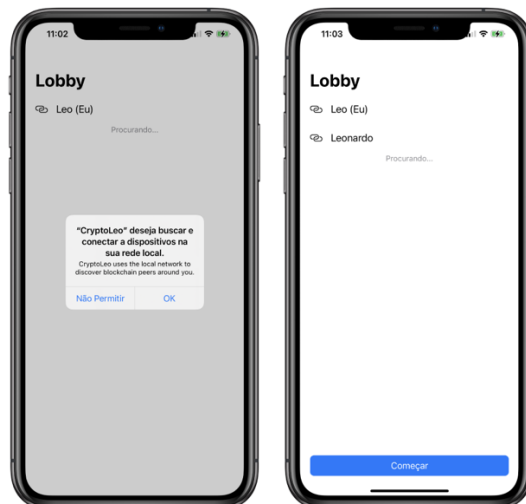 11:02
Lobby
Leo (Eu)
Procurando...
“CryptoLeo” deseja buscar e
conectar a dispositivos na
sua rede local.
CryptoLeo uses the local network to
discover blockchain peers around you.
Não Permitir
OK
11:03
Lobby
Leo (Eu)
Leonardo
Procurando...
Começar